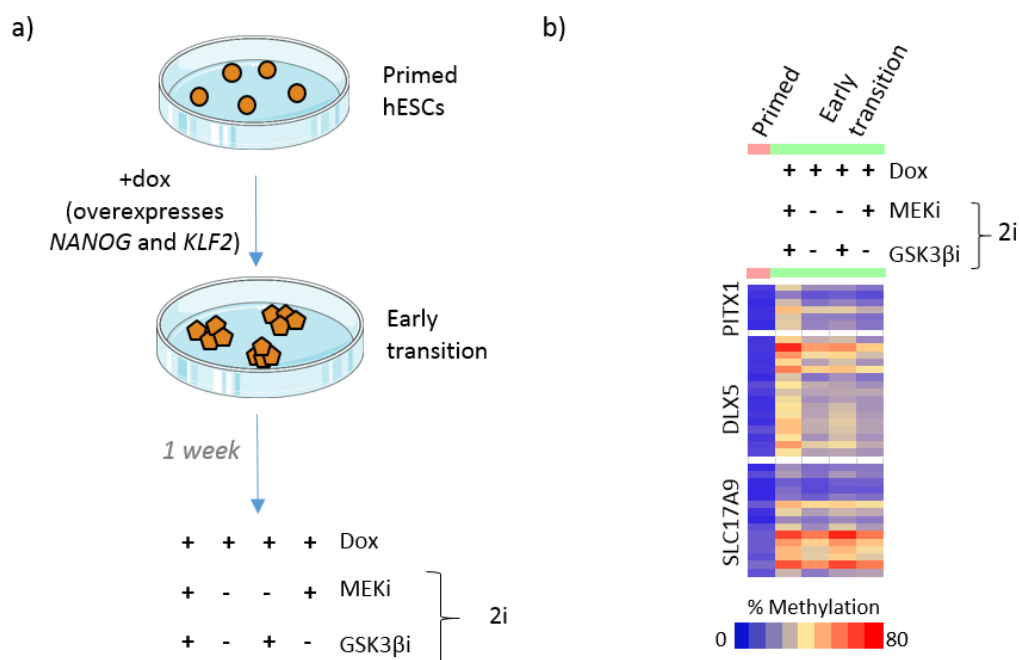 a)
Primed
hESCs
+dox
(overexpresses
NANOG and KLF2)
Early
transition
1 week
+ + + + Dox
+ - - + MEKi
+ - + - GSK3βi
2i
b)
Primed
Early
transition
+ + + + Dox
+ - - + MEKi
+ - + - GSK3βi
2i
PITX1
DLX5
SLC17A9
% Methylation
0 80